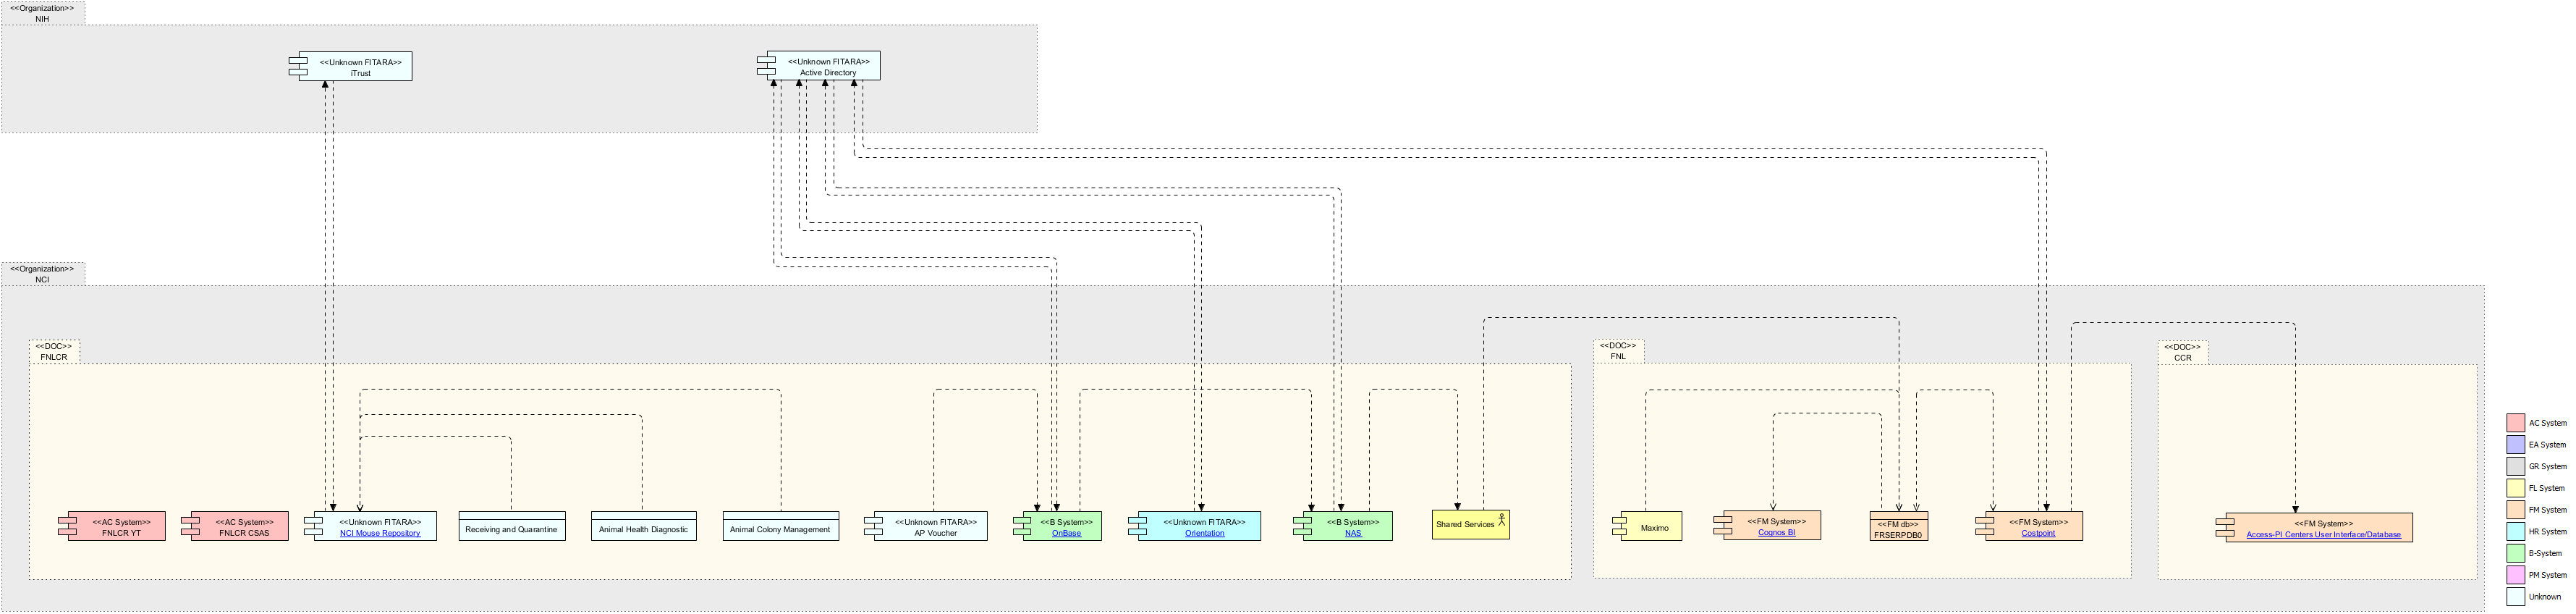 <<Organization>>
NIH
<<Unknown FITARA>>
iTrust
<<Unknown FITARA>>
Active Directory
<<Organization>>
NCI
<<DOC>>
FNLCR
<<AC System>>
FNLCR YT
<<AC System>>
FNLCR CSAS
<<Unknown FITARA>>
NCI Mouse Repository
Receiving and Quarantine
Animal Health Diagnostic
Animal Colony Management
<<Unknown FITARA>>
AP Voucher
<<B System>>
OnBase
<<Unknown FITARA>>
Orientation
<<B System>>
NAS
Shared Services
<<DOC>>
FNL
Maximo
<<FM System>>
Cognos BI
<<FM db>>
FRSERPDB0
<<FM System>>
Costpoint
<<DOC>>
CCR
<<FM System>>
Access-PI Centers User Interface/Database
AC System
EA System
GR System
FL System
FM System
HR System
B-System
PM System
Unknown